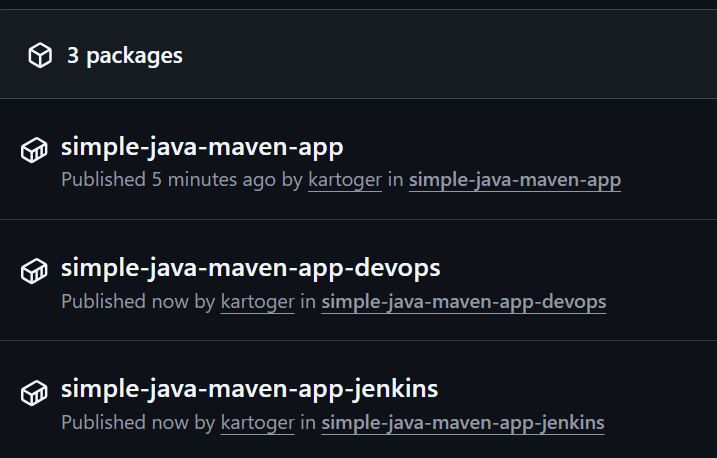 3 packages
simple-java-maven-app
Published 5 minutes ago by kartoger in simple-java-maven-app
simple-java-maven-app-devops
Published now by kartoger in simple-java-maven-app-devops
simple-java-maven-app-jenkins
Published now by kartoger in simple-java-maven-app-jenkins